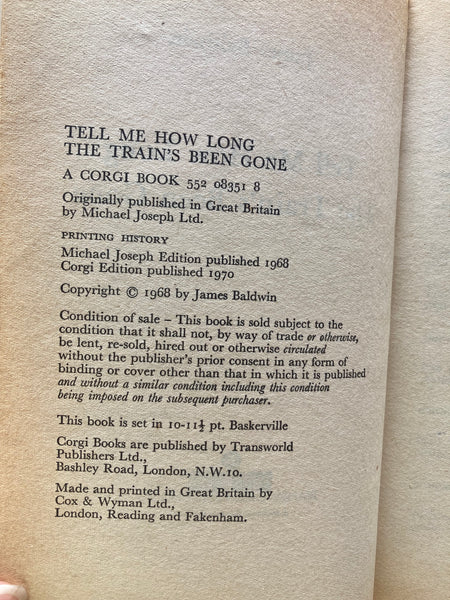 TELL ME HOW LONG
THE TRAIN'S BEEN GONE
A CORGI BOOK 552 08351 8
Originally published in Great Britain
by Michael Joseph Ltd.
PRINTING HISTORY
Michael Joseph Edition published 1968
Corgi Edition published 1970
Copyright © 1968 by James Baldwin
Condition of sale – This book is sold subject to the
condition that it shall not, by way of trade or otherwise,
be lent, re-sold, hired out or otherwise circulated
without the publisher's prior consent in any form of
binding or cover other than that in which it is published
and without a similar condition including this condition
being imposed on the subsequent purchaser.
This book is set in 10-11½ pt. Baskerville
Corgi Books are published by Transworld
Publishers Ltd.,
Bashley Road, London, N.W.10.
Made and printed in Great Britain by
Cox & Wyman Ltd.,
London, Reading and Fakenham.